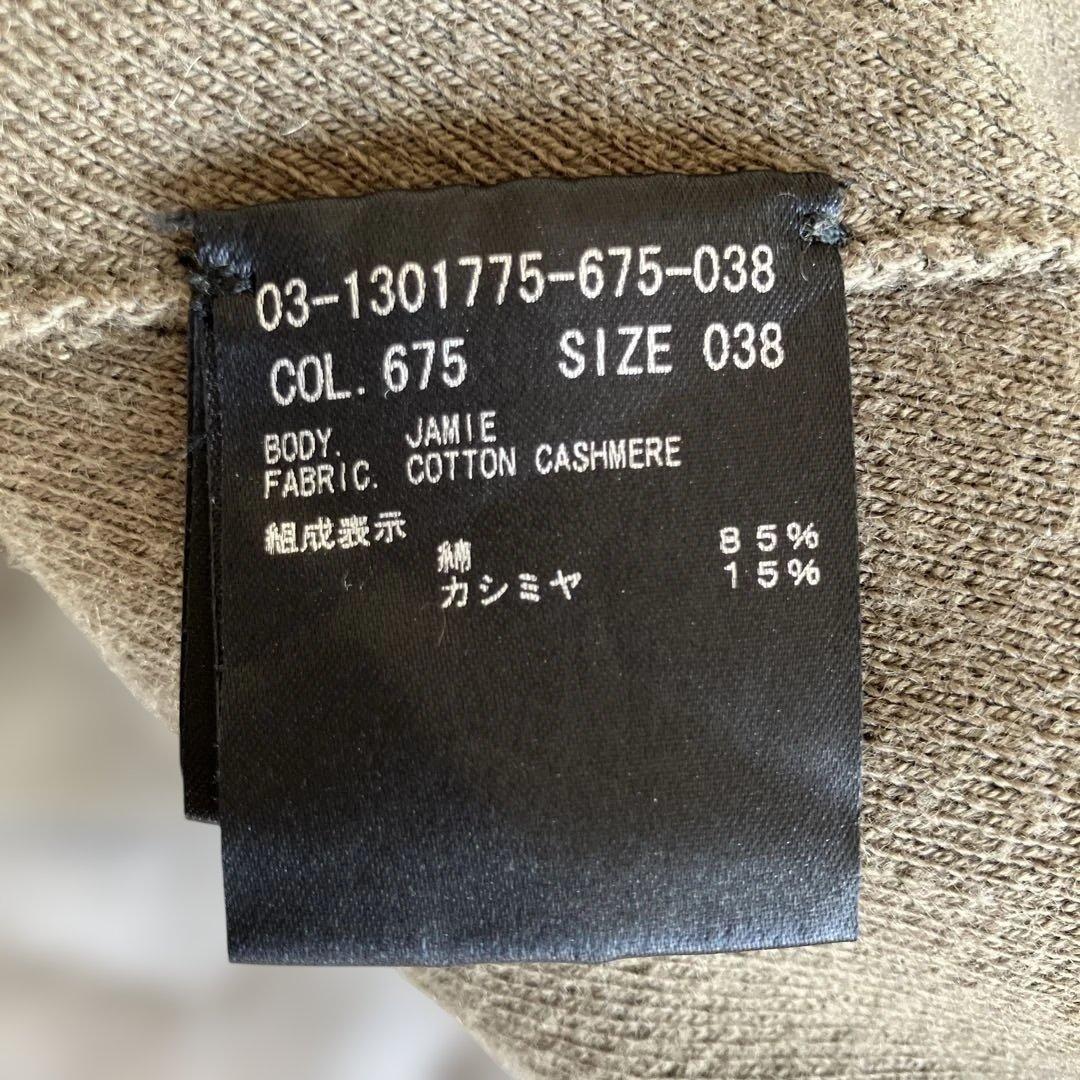 03-1301775-675-038
COL. 675 SIZE 038
BODY. JAMIE
FABRIC. COTTON CASHMERE
組成表示
綿 85%
カシミヤ 15%